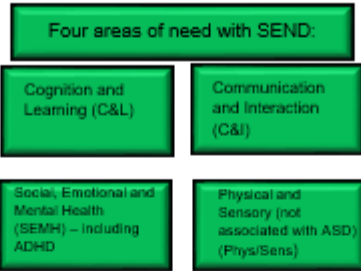 Four areas of need with SEND:
Cognition and
Learning (C&L)
Communication
and Interaction
(C&I)
Social, Emotional and
Mental Health
(SEMH) – including
ADHD
Physical and
Sensory (not
associated with ASD)
(Phys/Sens)